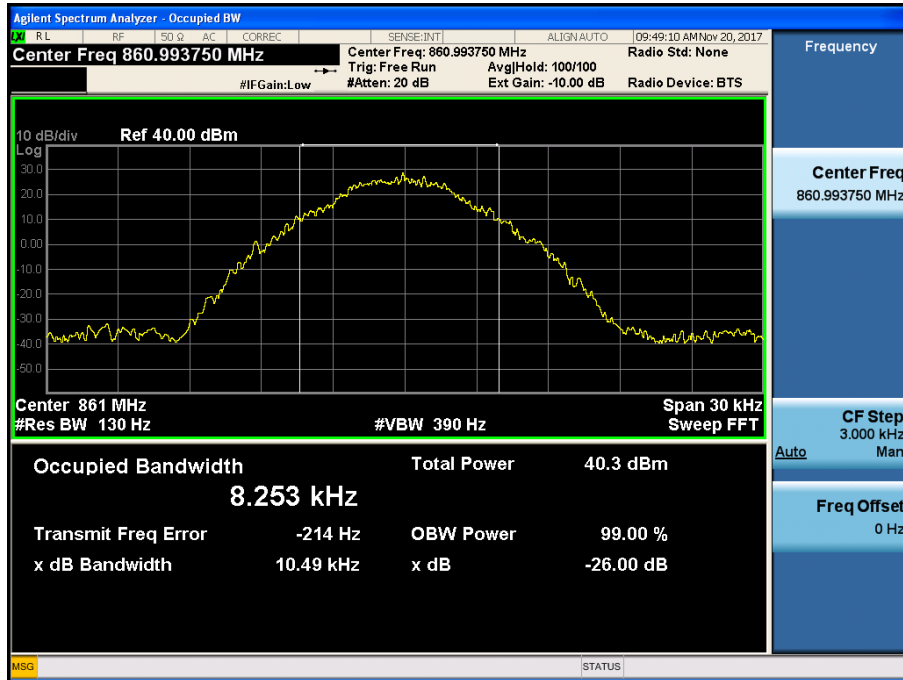 Agilent Spectrum Analyzer - Occupied BW
LXI RL RF 50 Ω AC CORREC SENSE:INT ALIGN AUTO 09:49:10 AM Nov 20, 2017
Center Freq 860.993750 MHz
Center Freq: 860.993750 MHz Radio Std: None
Trig: Free Run Avg|Hold: 100/100
#IFGain:Low #Atten: 20 dB Ext Gain: -10.00 dB Radio Device: BTS
10 dB/div Ref 40.00 dBm
Log
30.0
20.0
10.0
0.00
-10.0
-20.0
-30.0
-40.0
-50.0
Center 861 MHz Span 30 kHz
#Res BW 130 Hz #VBW 390 Hz Sweep FFT
Occupied Bandwidth Total Power 40.3 dBm
8.253 kHz
Transmit Freq Error -214 Hz OBW Power 99.00 %
x dB Bandwidth 10.49 kHz x dB -26.00 dB
MSG STATUS
Frequency
Center Freq
860.993750 MHz
CF Step
3.000 kHz
Auto Man
Freq Offset
0 Hz